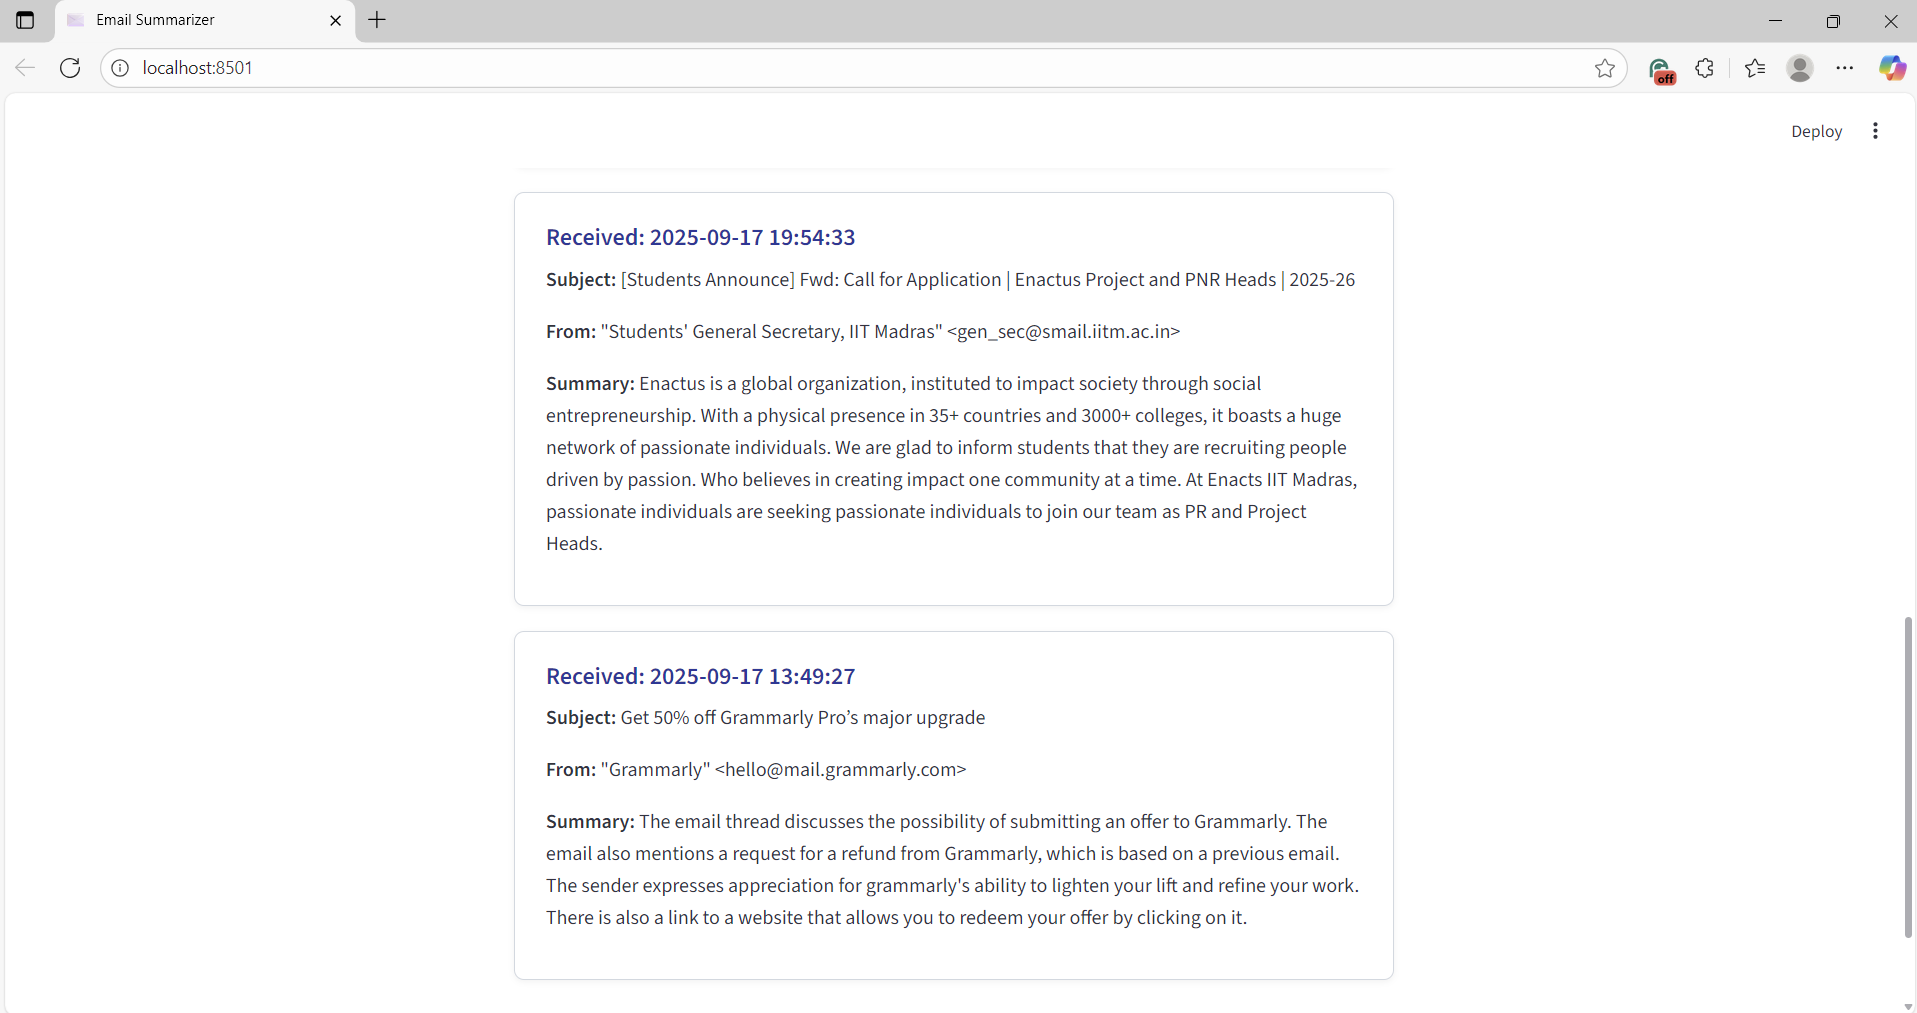 Email Summarizer
localhost:8501
off
Deploy
Received: 2025-09-17 19:54:33
Subject: [Students Announce] Fwd: Call for Application | Enactus Project and PNR Heads | 2025-26
From: "Students' General Secretary, IIT Madras" <gen_sec@smail.iitm.ac.in>
Summary: Enactus is a global organization, instituted to impact society through social
entrepreneurship. With a physical presence in 35+ countries and 3000+ colleges, it boasts a huge
network of passionate individuals. We are glad to inform students that they are recruiting people
driven by passion. Who believes in creating impact one community at a time. At Enacts IIT Madras,
passionate individuals are seeking passionate individuals to join our team as PR and Project
Heads.
Received: 2025-09-17 13:49:27
Subject: Get 50% off Grammarly Pro’s major upgrade
From: "Grammarly" <hello@mail.grammarly.com>
Summary: The email thread discusses the possibility of submitting an offer to Grammarly. The
email also mentions a request for a refund from Grammarly, which is based on a previous email.
The sender expresses appreciation for grammarly's ability to lighten your lift and refine your work.
There is also a link to a website that allows you to redeem your offer by clicking on it.